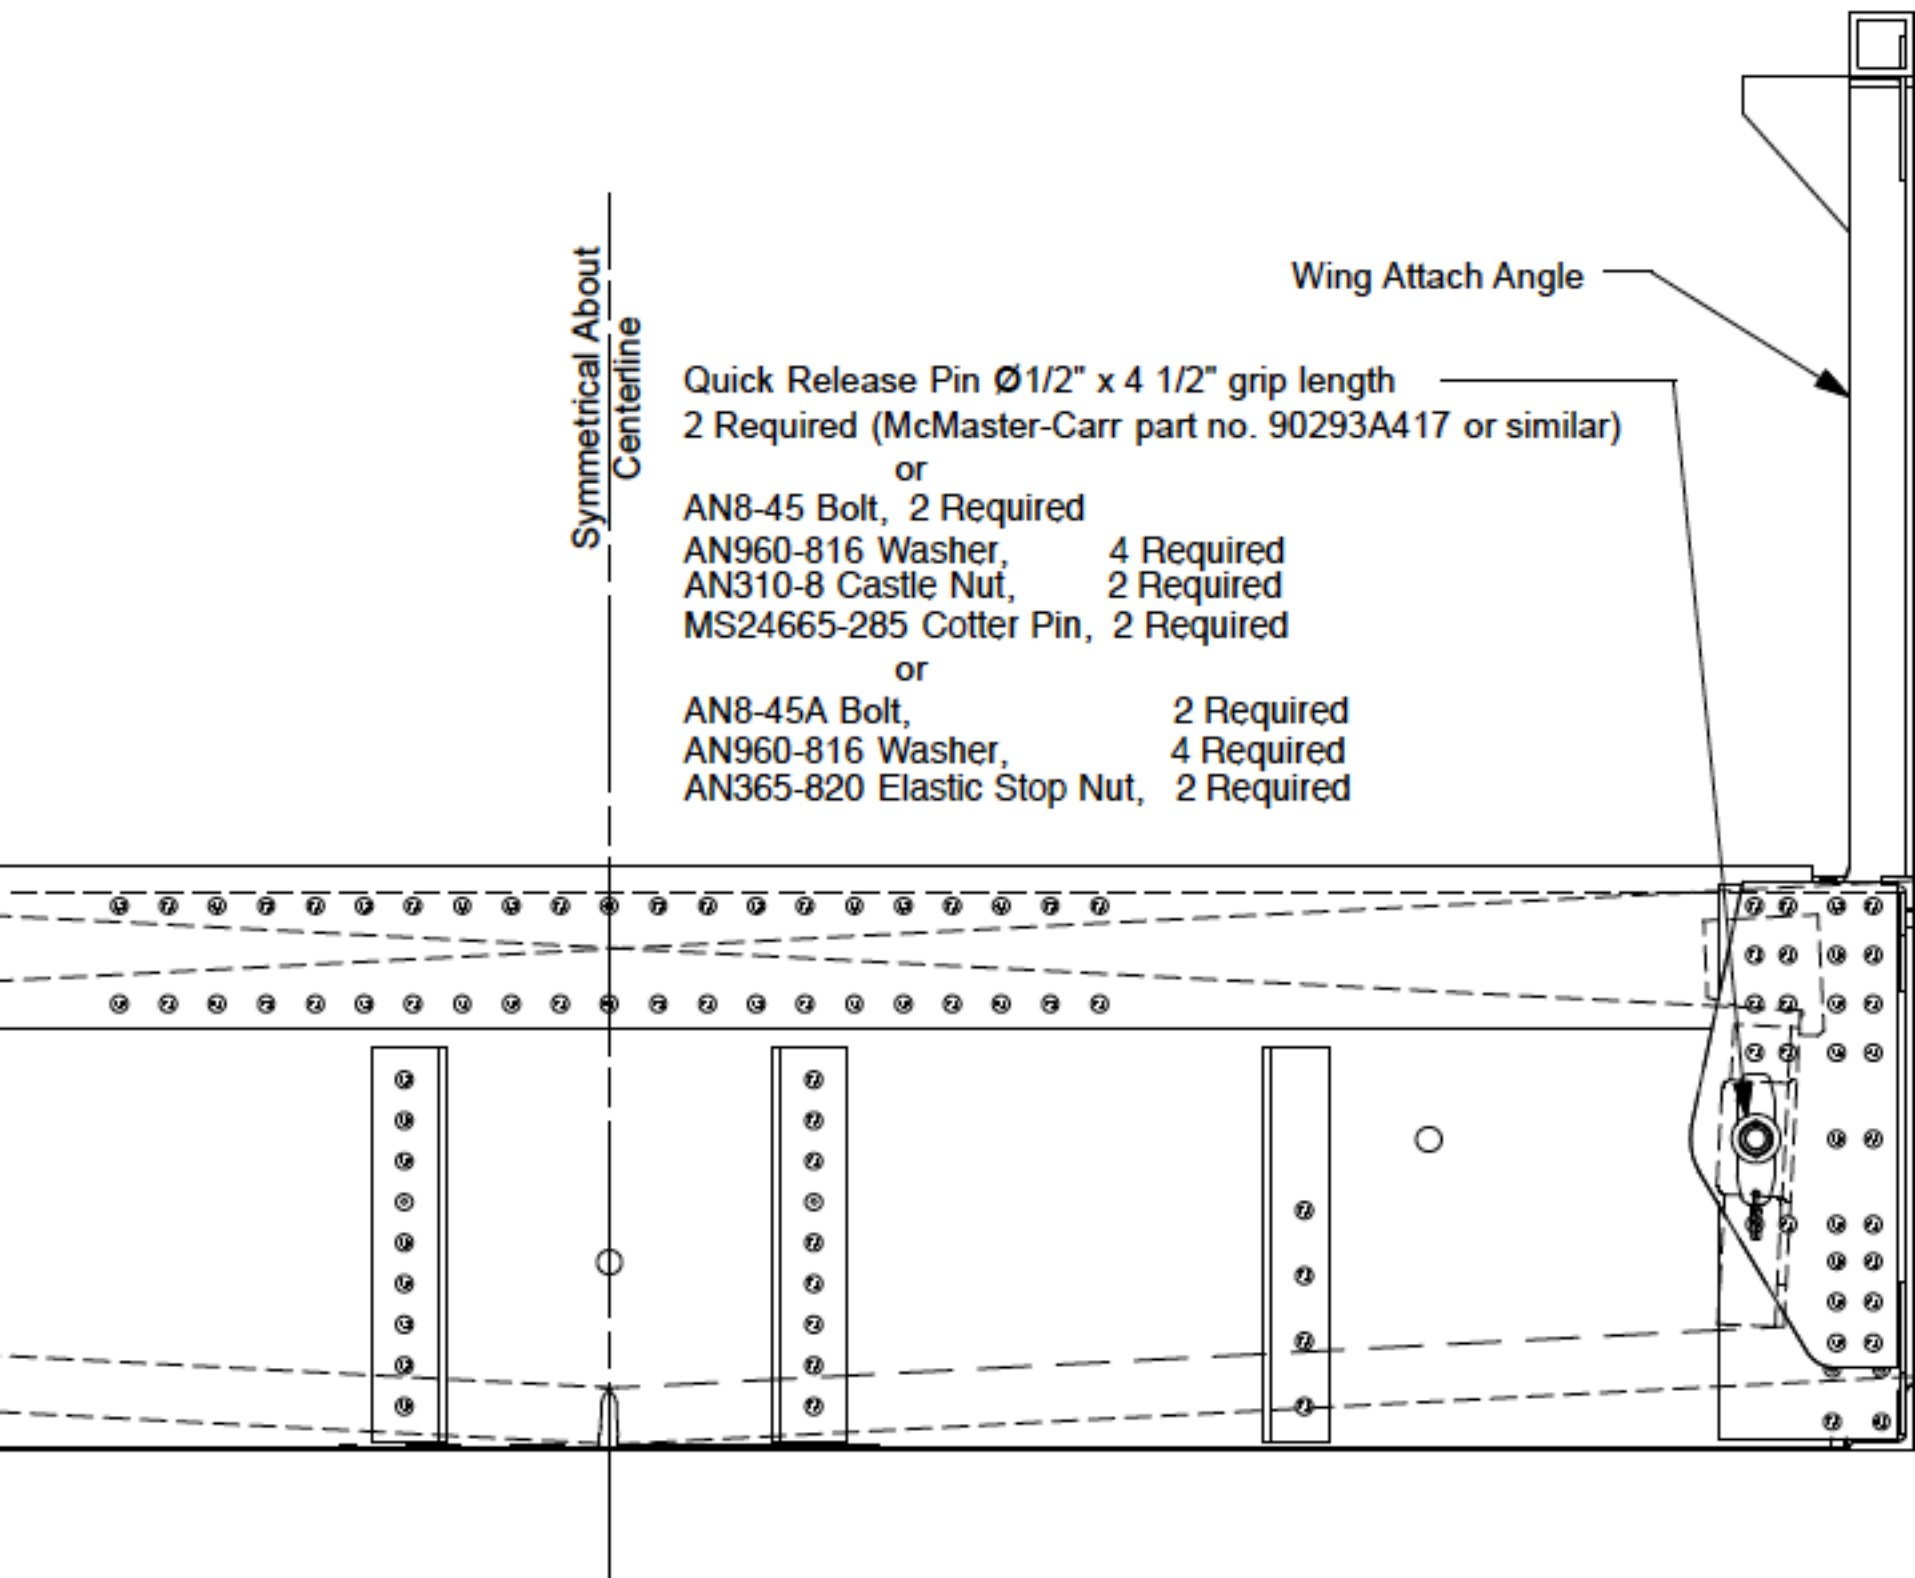 Symmetrical About
Centerline
Wing Attach Angle
Quick Release Pin Ø1/2" x 4 1/2" grip length
2 Required (McMaster-Carr part no. 90293A417 or similar)
or
AN8-45 Bolt, 2 Required
AN960-816 Washer, 4 Required
AN310-8 Castle Nut, 2 Required
MS24665-285 Cotter Pin, 2 Required
or
AN8-45A Bolt, 2 Required
AN960-816 Washer, 4 Required
AN365-820 Elastic Stop Nut, 2 Required